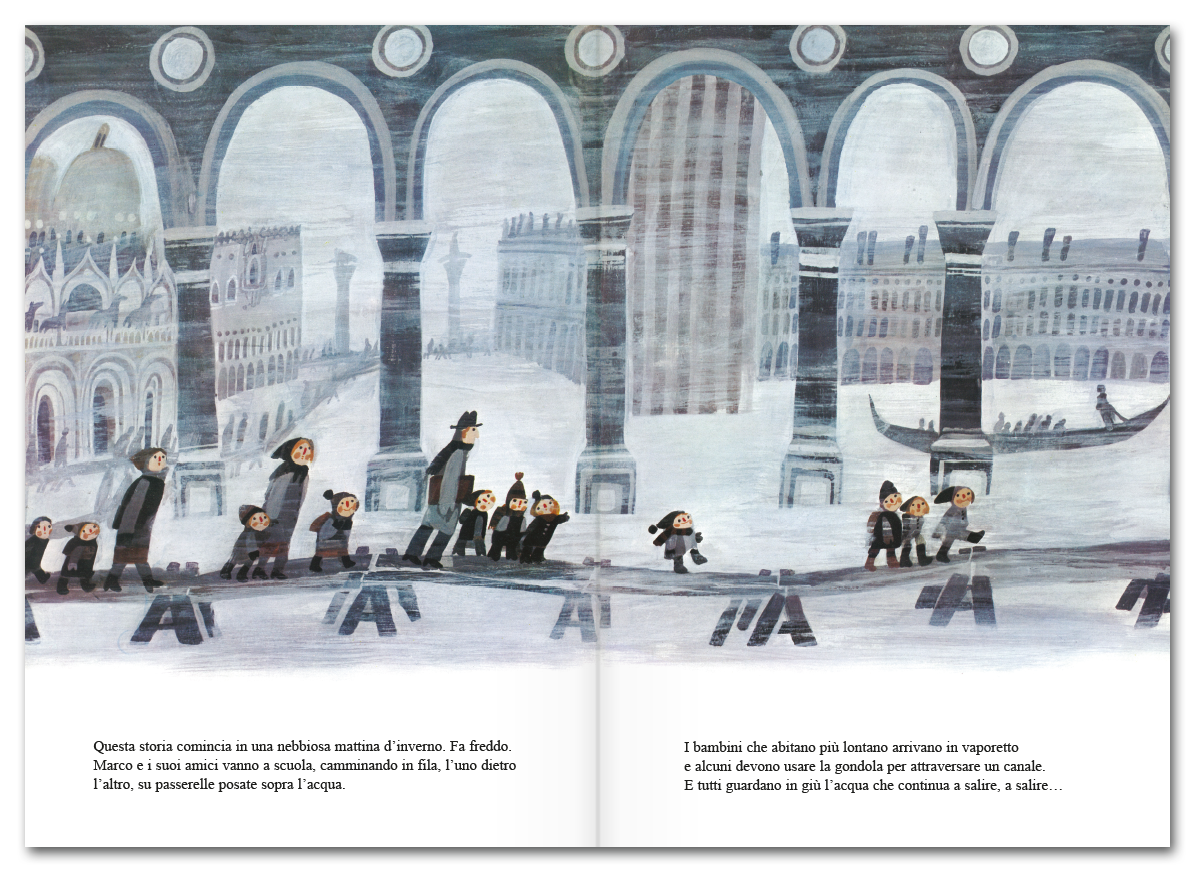 Questa storia comincia in una nebbiosa mattina d’inverno. Fa freddo.
Marco e i suoi amici vanno a scuola, camminando in fila, l’uno dietro
l’altro, su passerelle posate sopra l’acqua.
I bambini che abitano più lontano arrivano in vaporetto
e alcuni devono usare la gondola per attraversare un canale.
E tutti guardano in giù l’acqua che continua a salire, a salire…